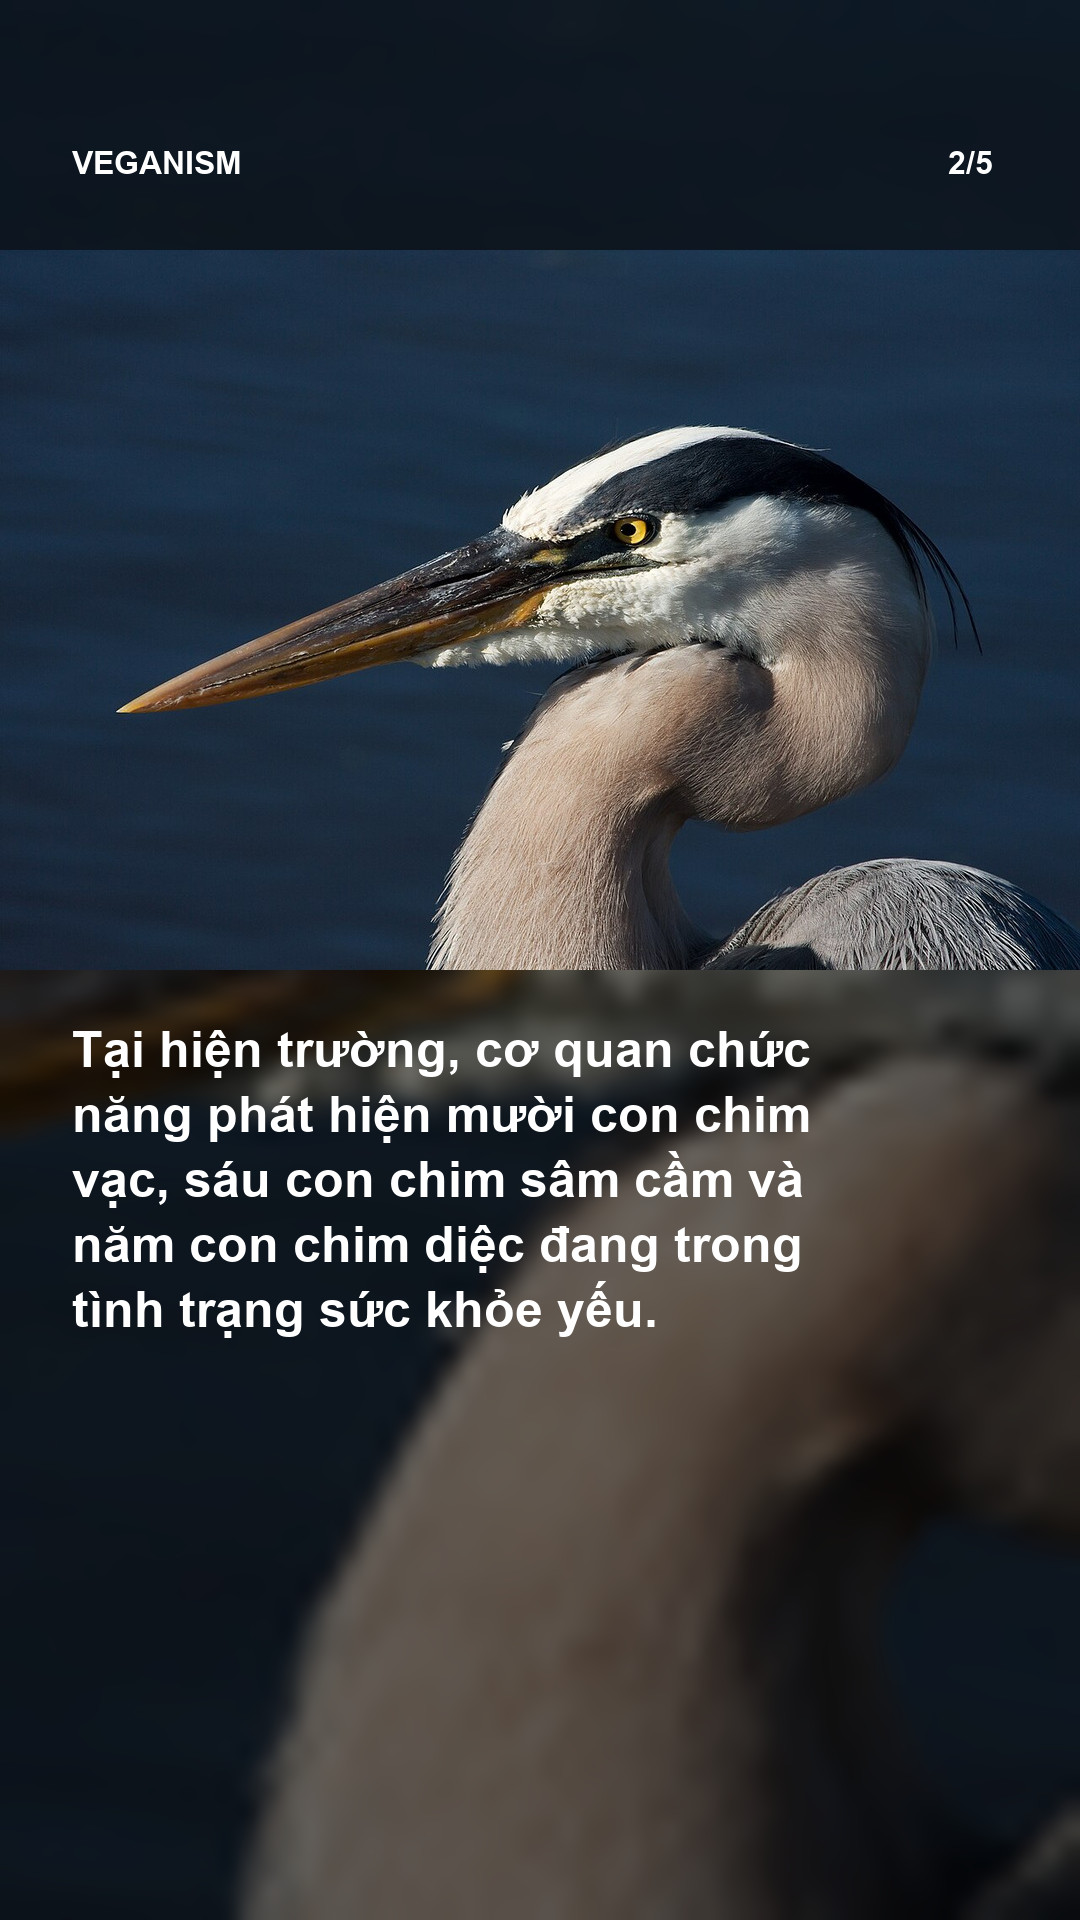 VEGANISM
2/5
Tại hiện trường, cơ quan chức
năng phát hiện mười con chim
vạc, sáu con chim sâm cầm và
năm con chim diệc đang trong
tình trạng sức khỏe yếu.